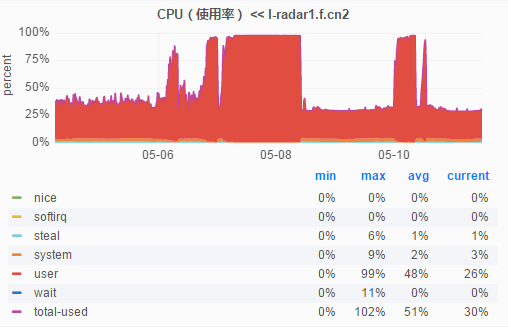 CPU（使用率） << l-radar1.f.cn2
percent
100%
75%
50%
25%
0%
05-06 05-08 05-10
min max avg current
nice 0% 0% 0% 0%
softirq 0% 0% 0% 0%
steal 0% 6% 1% 1%
system 0% 9% 2% 3%
user 0% 99% 48% 26%
wait 0% 11% 0% 0%
total-used 0% 102% 51% 30%